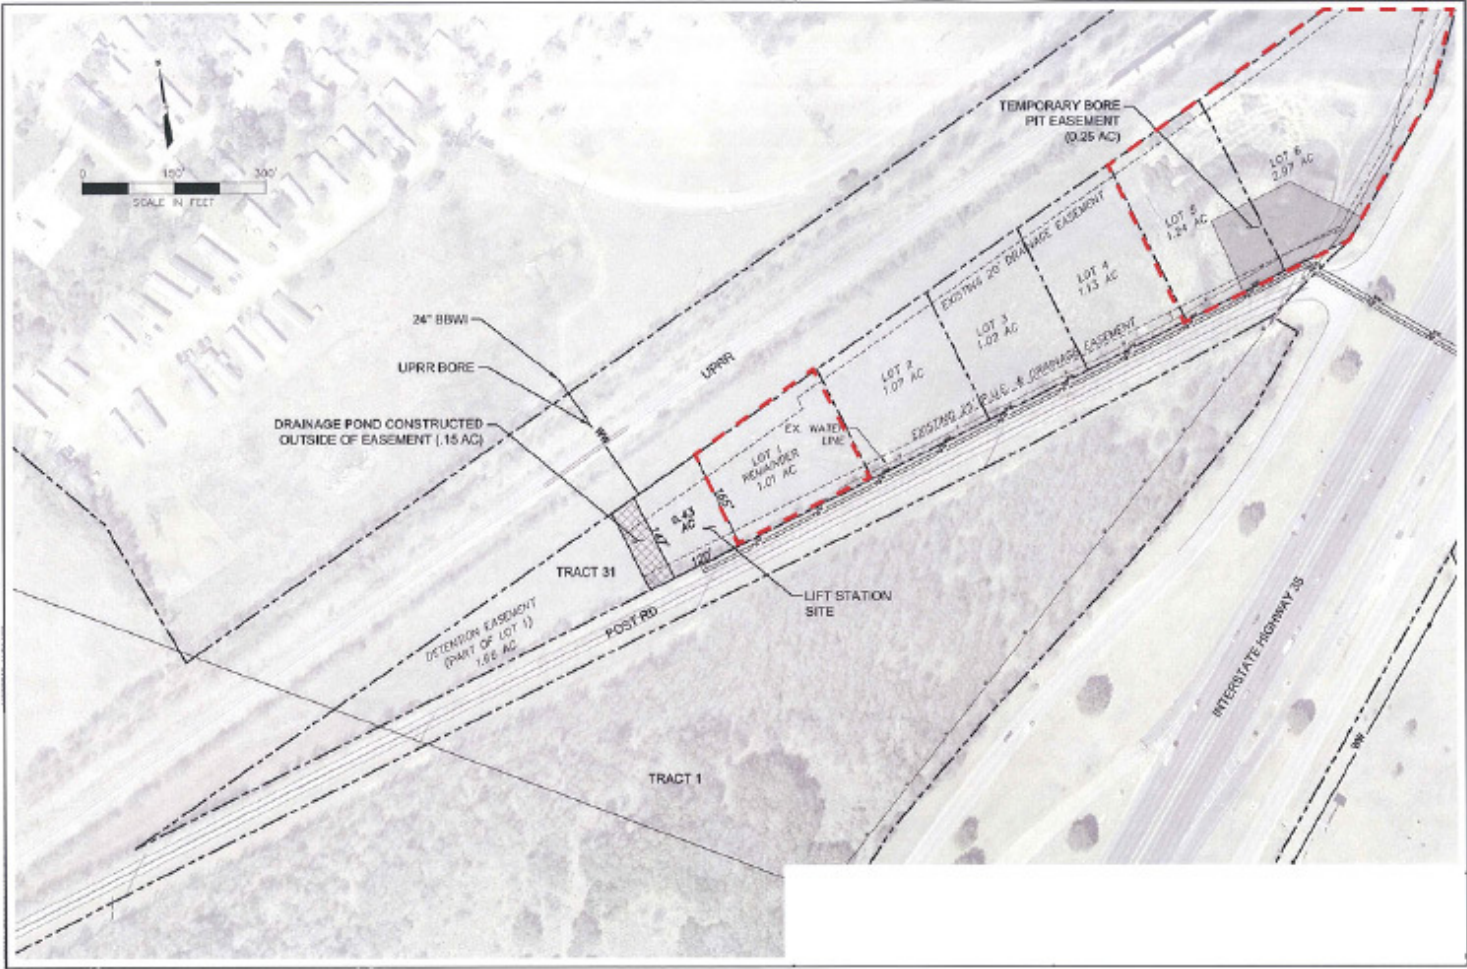 N
0 150' 300'
SCALE IN FEET
TEMPORARY BORE
PIT EASEMENT
(0.25 AC)
LOT 6
2.97 AC
LOT 5
1.24 AC
LOT 4
1.13 AC
LOT 3
LOT 2
1.07 AC
EXISTING 20' DRAINAGE EASEMENT
24" BBWI
UPRR BORE
UPRR
DRAINAGE POND CONSTRUCTED
OUTSIDE OF EASEMENT (.15 AC)
WW
EX. WATER
LINE
LOT 1
REMAINDER
1.01 AC
EXISTING P.U.E. & DRAINAGE EASEMENT
165'
0.43
AC
147'
120'
TRACT 31
LIFT STATION
SITE
POST RD
DETENTION EASEMENT
(PART OF LOT 1)
1.66 AC
INTERSTATE HIGHWAY 35
WW
TRACT 1